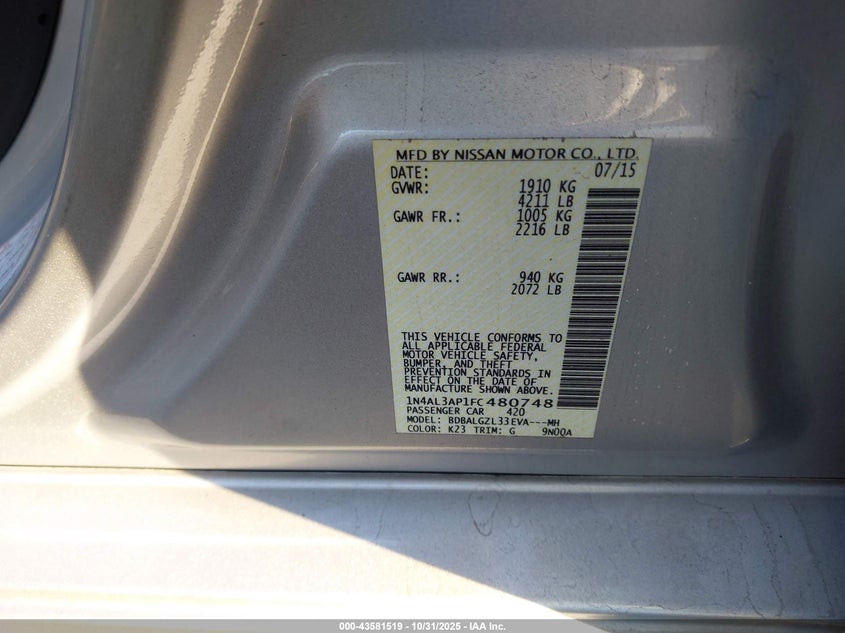 MFD BY NISSAN MOTOR CO., LTD.
DATE: 07/15
GVWR: 1910 KG
4211 LB
GAWR FR.: 1005 KG
2216 LB
GAWR RR.: 940 KG
2072 LB
THIS VEHICLE CONFORMS TO
ALL APPLICABLE FEDERAL
MOTOR VEHICLE SAFETY,
BUMPER, AND THEFT
PREVENTION STANDARDS IN
EFFECT ON THE DATE OF
MANUFACTURE SHOWN ABOVE.
1N4AL3AP1FC480748
PASSENGER CAR 420
MODEL: BDBALGZL33EVA---MH
COLOR: K23 TRIM: G 9N00A
000-43581519 - 10/31/2025 - IAA Inc.